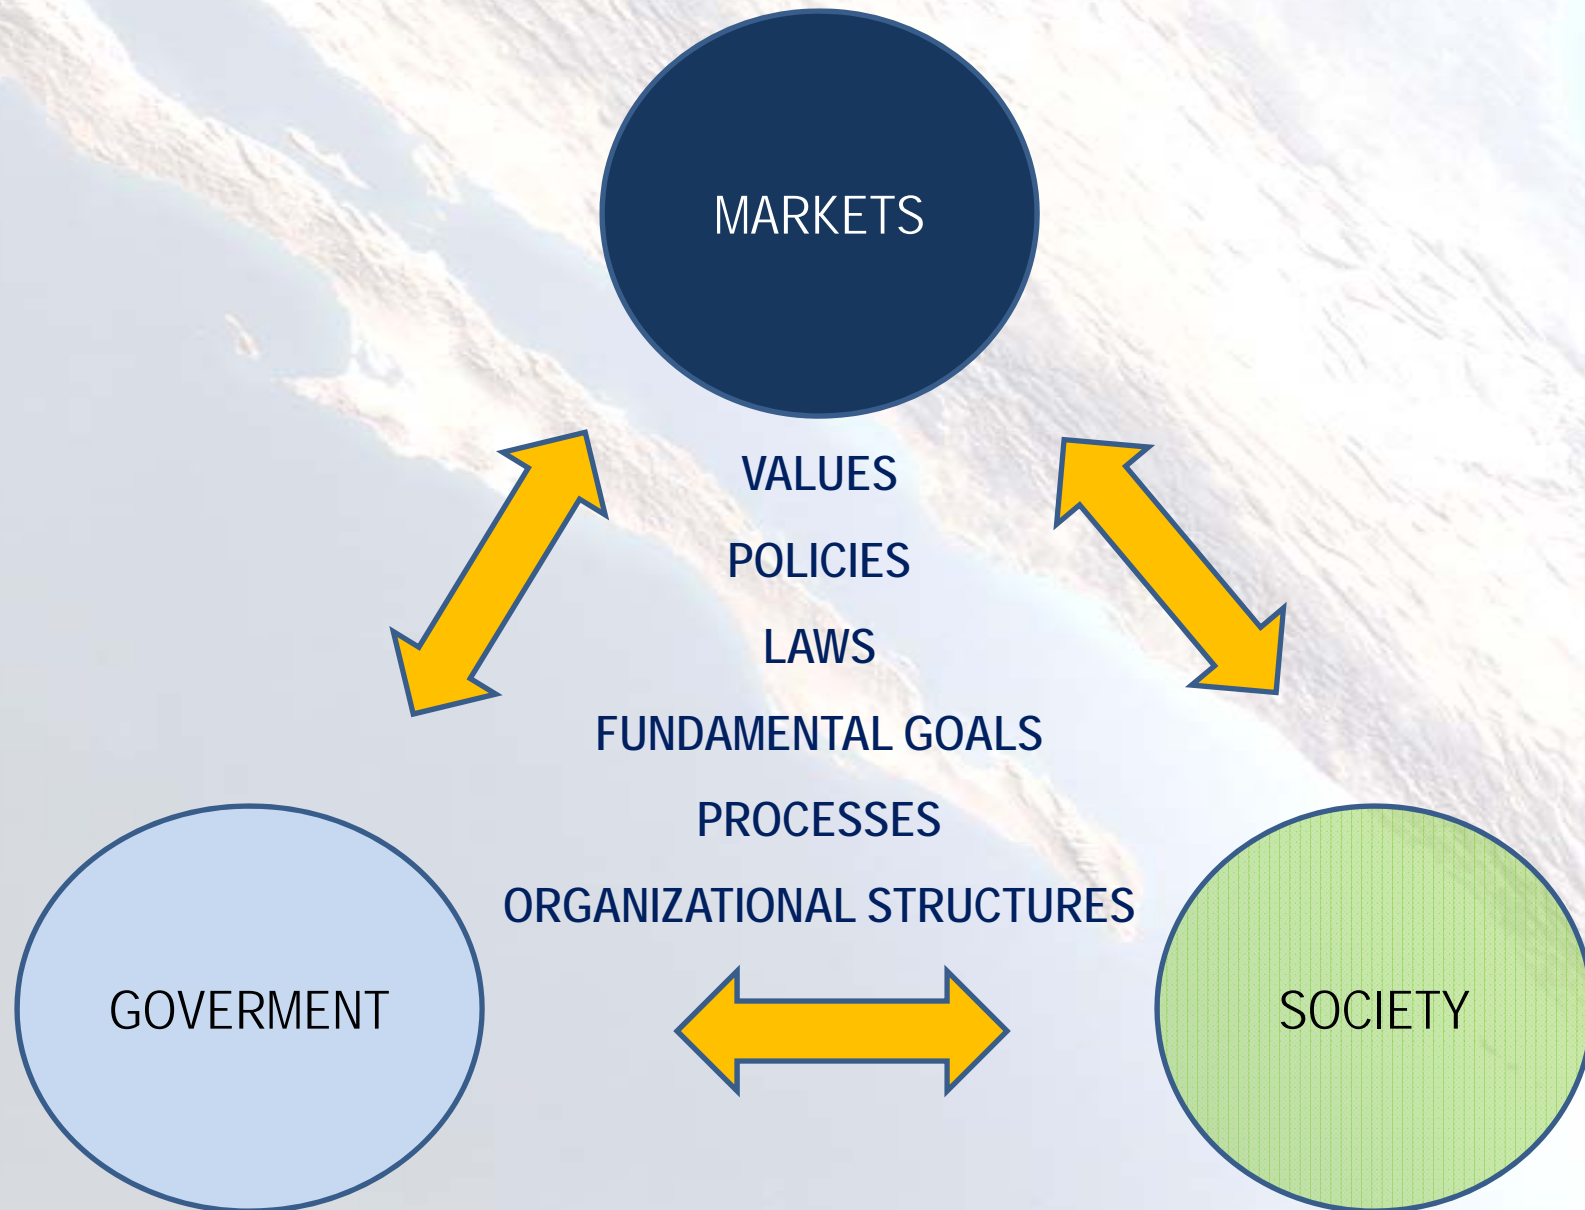 MARKETS
VALUES
POLICIES
LAWS
FUNDAMENTAL GOALS
PROCESSES
ORGANIZATIONAL STRUCTURES
GOVERMENT
SOCIETY